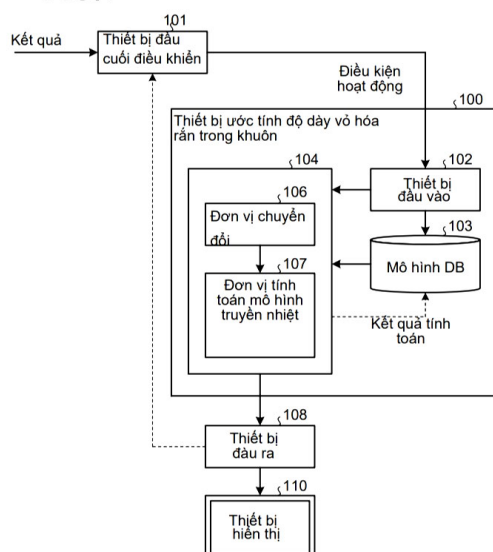 101
Kết quả
Thiết bị đầu
cuối điều khiển
Điều kiện
hoạt động
100
Thiết bị ước tính độ dày vỏ hóa
rắn trong khuôn
104
102
Thiết bị
đầu vào
106
Đơn vị chuyển
đổi
103
Mô hình DB
107
Đơn vị tính
toán mô hình
truyền nhiệt
Kết quả tính
toán
108
Thiết bị
đàu ra
110
Thiết bị
hiển thị